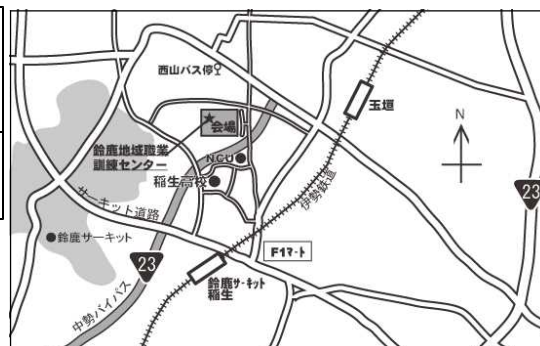 西山バス停
玉垣
会場
N
鈴鹿地域職業
訓練センター
NCU
稲生高校
伊勢鉄道
サーキット道路
23
鈴鹿サーキット
F1マート
23
鈴鹿サーキット
稲生
中勢バイパス